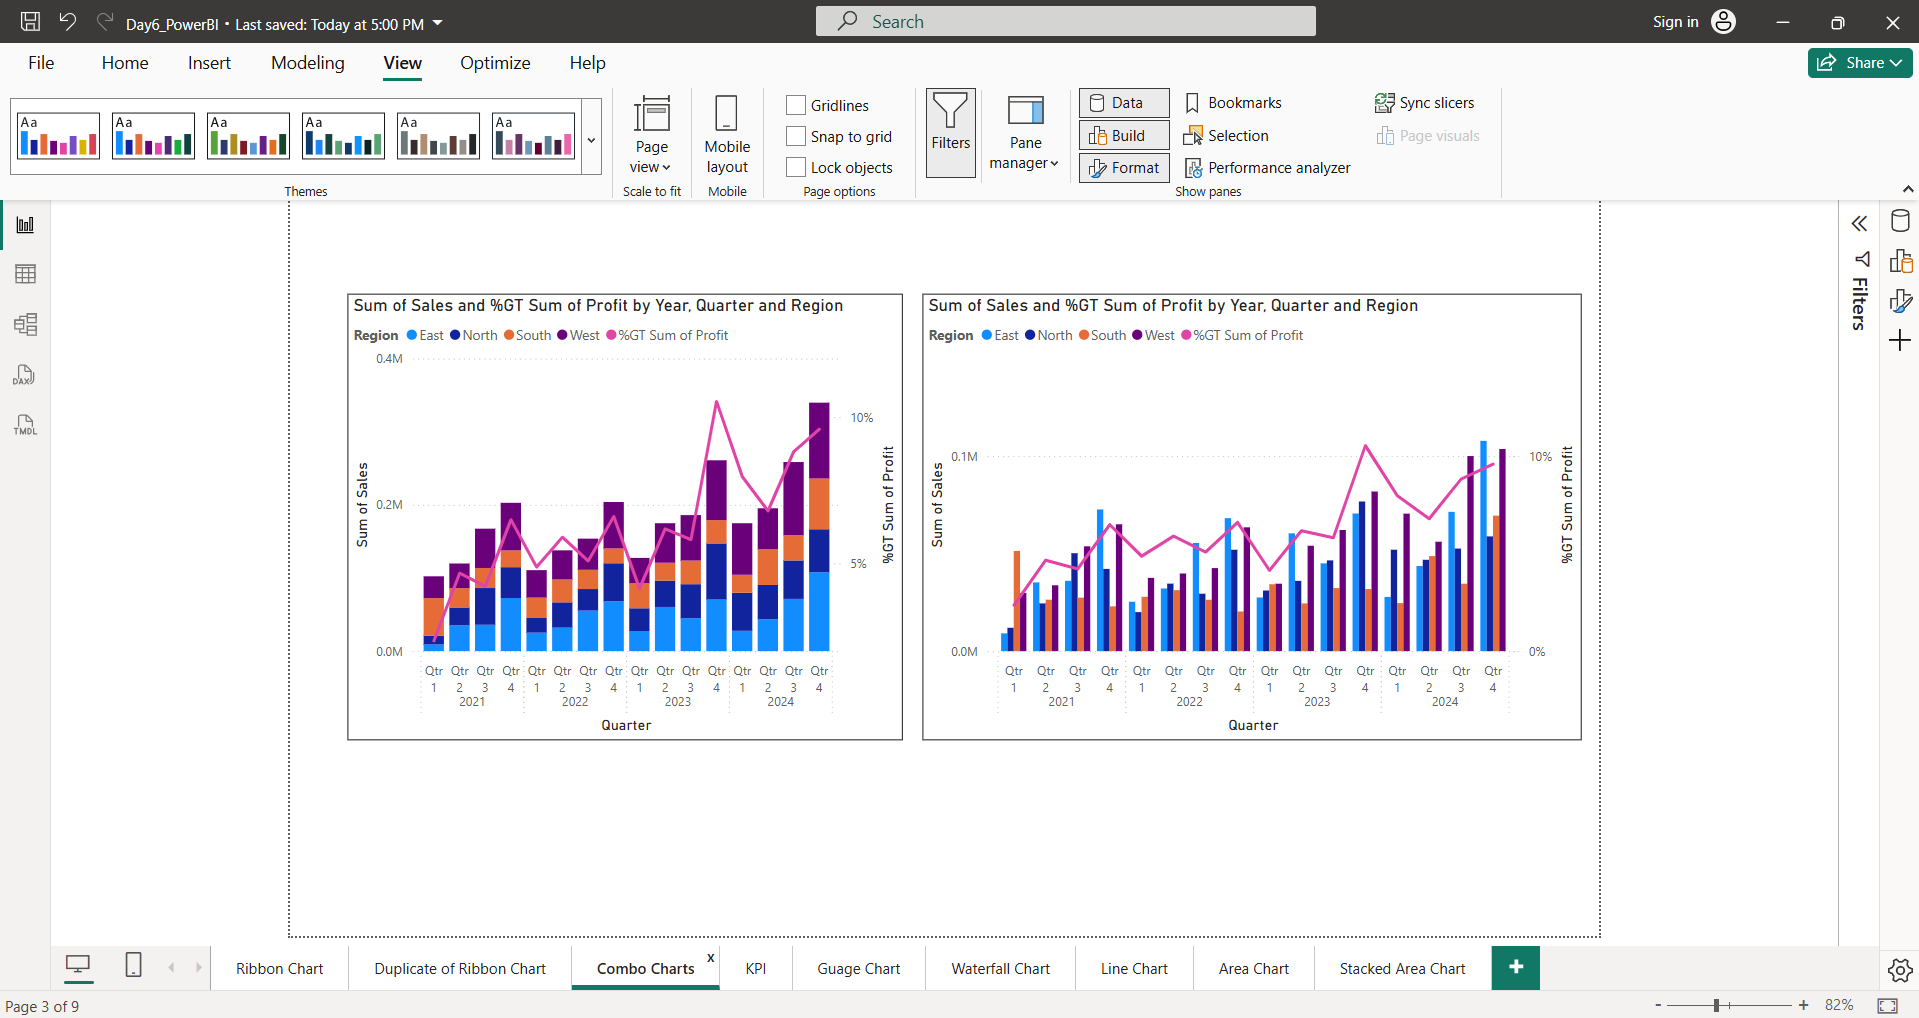 Day6_PowerBI • Last saved: Today at 5:00 PM
Search
Sign in
File Home Insert Modeling View Optimize Help
Share
Aa Aa Aa Aa Aa Aa
Themes
Page view
Scale to fit
Mobile layout
Mobile
Gridlines
Snap to grid
Lock objects
Page options
Filters
Pane manager
Data
Build
Format
Bookmarks
Selection
Performance analyzer
Sync slicers
Page visuals
Show panes
DAX
TMDL
Sum of Sales and %GT Sum of Profit by Year, Quarter and Region
Region East North South West %GT Sum of Profit
0.4M
0.2M
0.0M
Sum of Sales
10%
5%
%GT Sum of Profit
Qtr 1 Qtr 2 Qtr 3 Qtr 4 Qtr 1 Qtr 2 Qtr 3 Qtr 4 Qtr 1 Qtr 2 Qtr 3 Qtr 4 Qtr 1 Qtr 2 Qtr 3 Qtr 4
2021 2022 2023 2024
Quarter
Sum of Sales and %GT Sum of Profit by Year, Quarter and Region
Region East North South West %GT Sum of Profit
0.1M
0.0M
Sum of Sales
10%
0%
%GT Sum of Profit
Qtr 1 Qtr 2 Qtr 3 Qtr 4 Qtr 1 Qtr 2 Qtr 3 Qtr 4 Qtr 1 Qtr 2 Qtr 3 Qtr 4 Qtr 1 Qtr 2 Qtr 3 Qtr 4
2021 2022 2023 2024
Quarter
Filters
Ribbon Chart
Duplicate of Ribbon Chart
Combo Charts x
KPI
Guage Chart
Waterfall Chart
Line Chart
Area Chart
Stacked Area Chart
+
Page 3 of 9
- + 82%